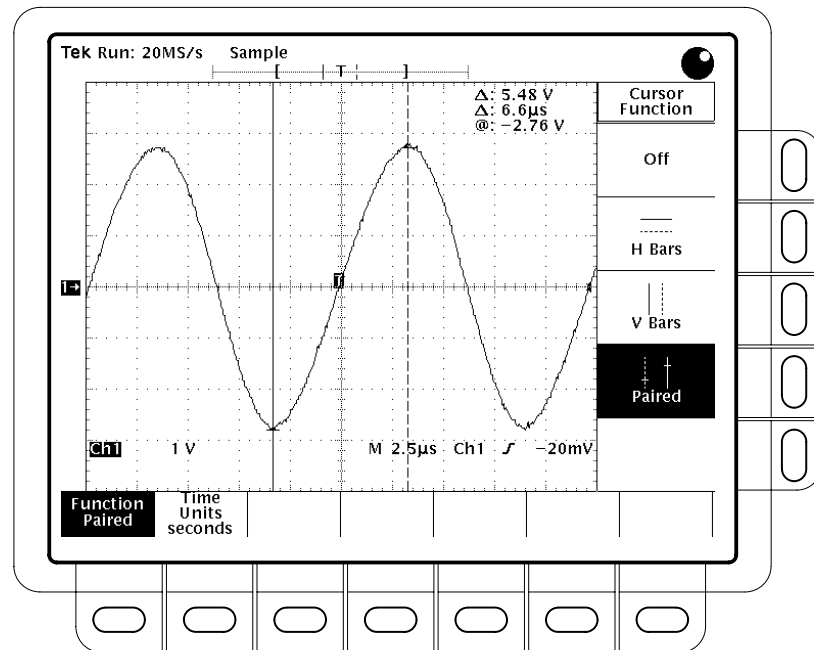 Tek Run: 20MS/s Sample
[ T ]
Δ: 5.48 V
Δ: 6.6µs
@: −2.76 V
Cursor
Function
Off
H Bars
V Bars
Paired
T
1→
Ch1 1 V M 2.5µs Ch1 −20mV
Function
Paired
Time
Units
seconds